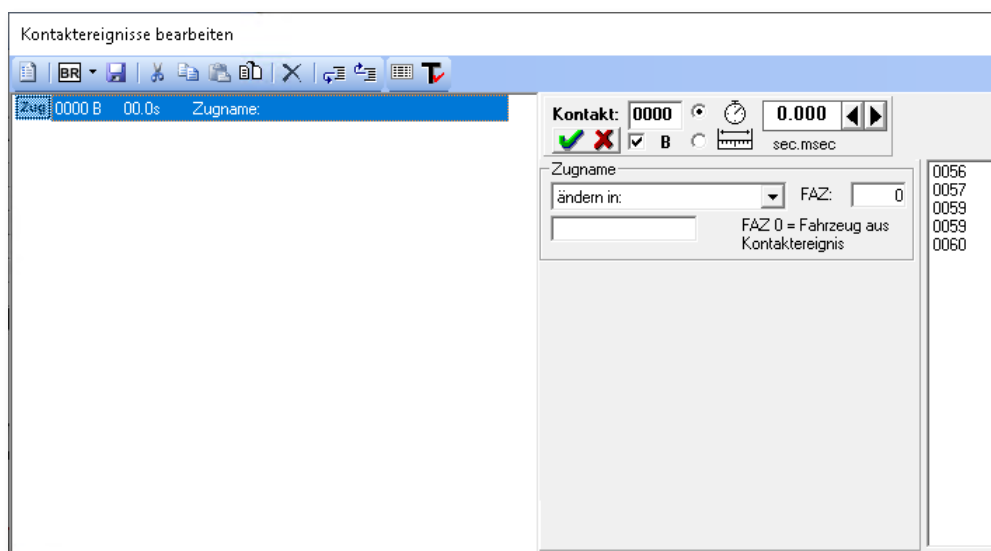 Kontaktereignisse bearbeiten
BR
T
Zug 0000 B 00.0s Zugname:
Kontakt: 0000 0.000
B sec.msec
Zugname
ändern in: FAZ: 0
FAZ 0 = Fahrzeug aus
Kontaktereignis
0056
0057
0059
0059
0060